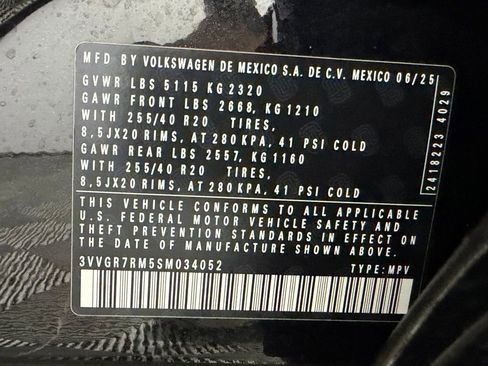 MFD BY VOLKSWAGEN DE MEXICO S.A. DE C.V. MEXICO 06/25
GVWR LBS 5115 KG 2320
GAWR FRONT LBS 2668, KG 1210
WITH 255/40 R20 TIRES,
8,5JX20 RIMS, AT 280 KPA, 41 PSI COLD
GAWR REAR LBS 2557, KG 1160
WITH 255/40 R20 TIRES,
8,5JX20 RIMS, AT 280 KPA, 41 PSI COLD
THIS VEHICLE CONFORMS TO ALL APPLICABLE
U.S. FEDERAL MOTOR VEHICLE SAFETY AND
THEFT PREVENTION STANDARDS IN EFFECT ON
THE DATE OF MANUFACTURE SHOWN ABOVE
3VVGR7RM5SM034052 TYPE: MPV
2418223 4029